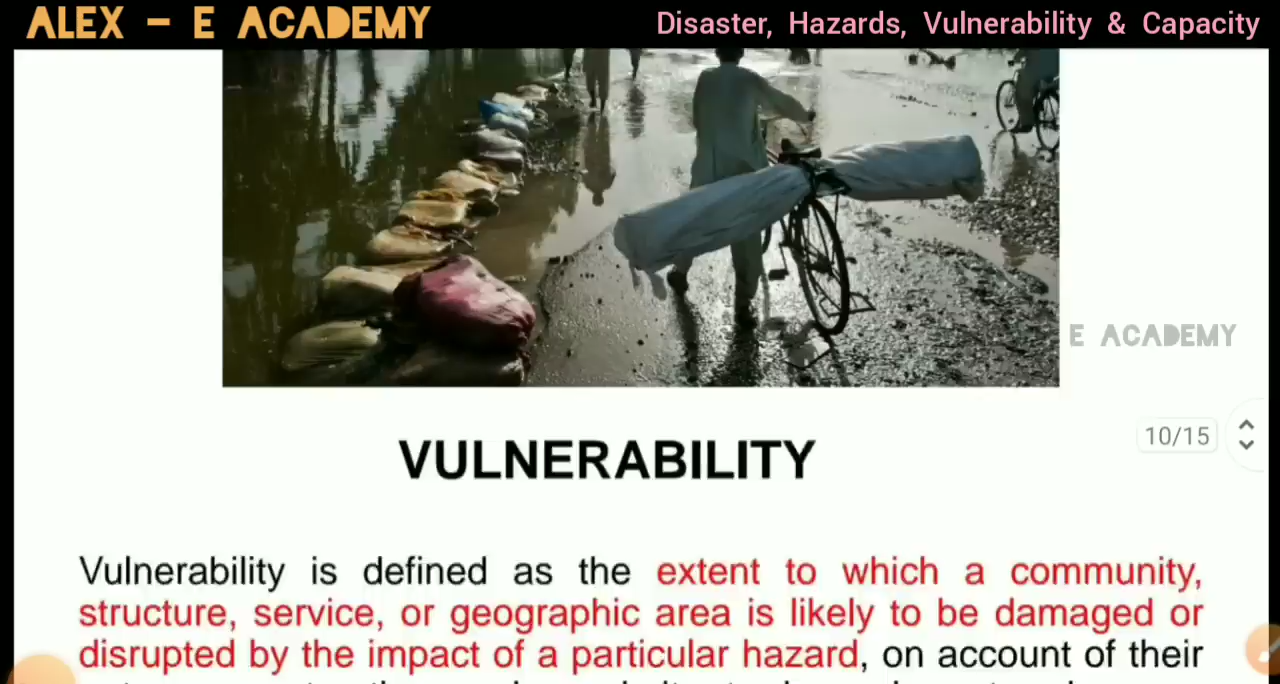 ALEX – E ACADEMY
Disaster, Hazards, Vulnerability & Capacity
E ACADEMY
10/15
VULNERABILITY
Vulnerability is defined as the extent to which a community,
structure, service, or geographic area is likely to be damaged or
disrupted by the impact of a particular hazard, on account of their